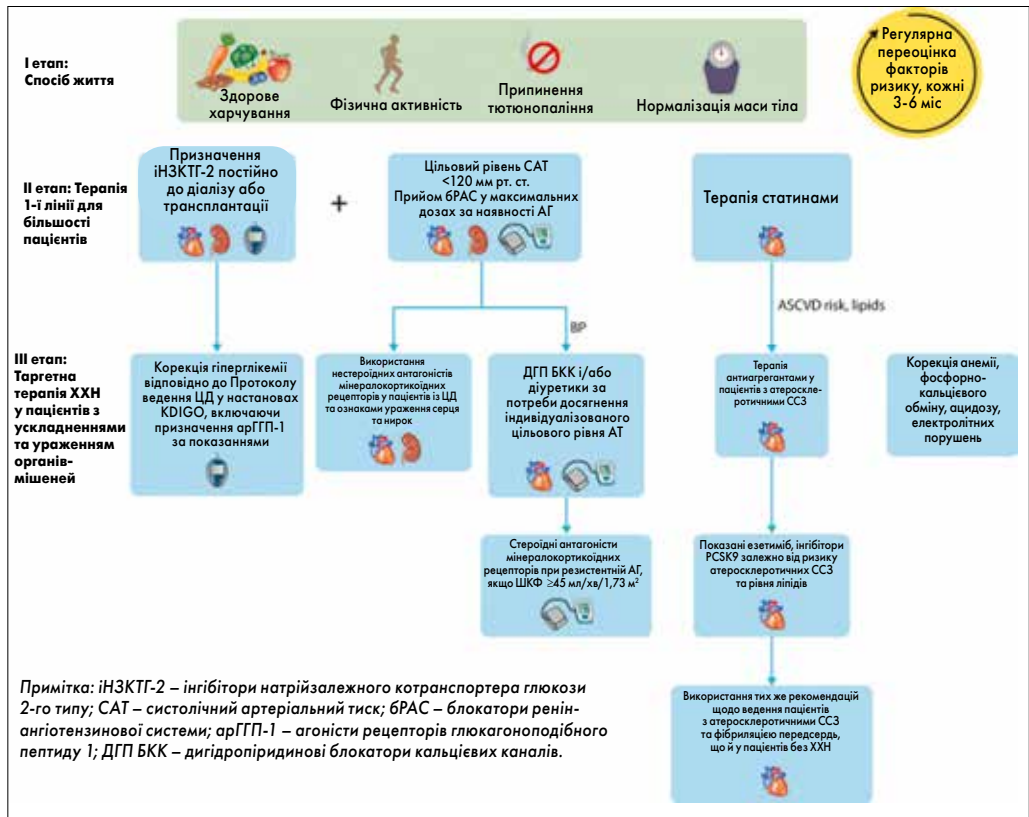 I етап:
Спосіб життя
Здорове
харчування
Фізична активність
Припинення
тютюнопаління
Нормалізація маси тіла
Регулярна
переоцінка
факторів
ризику, кожні
3-6 міс
II етап: Терапія
1-ї лінії для
більшості
пацієнтів
Призначення
іНЗКТГ-2 постійно
до діалізу або
трансплантації
+
Цільовий рівень САТ
<120 мм рт. ст.
Прийом бРАС у максимальних
дозах за наявності АГ
Терапія статинами
BP
ASCVD risk, lipids
III етап:
Таргетна
терапія ХХН
у пацієнтів з
ускладненнями
та ураженням
органів-
мішеней
Корекція гіперглікемії
відповідно до Протоколу
ведення ЦД у настановах
KDIGO, включаючи
призначення арГГП-1
за показаннями
Використання
нестероїдних антагоністів
мінералокортикоїдних
рецепторів у пацієнтів із ЦД
та ознаками ураження серця
та нирок
ДГП БКК і/або
діуретики за
потреби досягнення
індивідуалізованого
цільового рівня АТ
Терапія
антиагрегантами у
пацієнтів з атероскле-
ротичними ССЗ
Корекція анемії,
фосфорно-
кальцієвого
обміну, ацидозу,
електролітних
порушень
Стероїдні антагоністи
мінералокортикоїдних
рецепторів при резистентній АГ,
якщо ШКФ ≥45 мл/хв/1,73 м²
Показані езетиміб, інгібітори
PCSK9 залежно від ризику
атеросклеротичних ССЗ
та рівня ліпідів
Використання тих же рекомендацій
щодо ведення пацієнтів
з атеросклеротичними ССЗ
та фібриляцією передсердь,
що й у пацієнтів без ХХН
Примітка: іНЗКТГ-2 – інгібітори натрійзалежного котранспортера глюкози
2-го типу; САТ – систолічний артеріальний тиск; бРАС – блокатори ренін-
ангіотензинової системи; арГГП-1 – агоністи рецепторів глюкагоноподібного
пептиду 1; ДГП БКК – дигідропіридинові блокатори кальцієвих каналів.